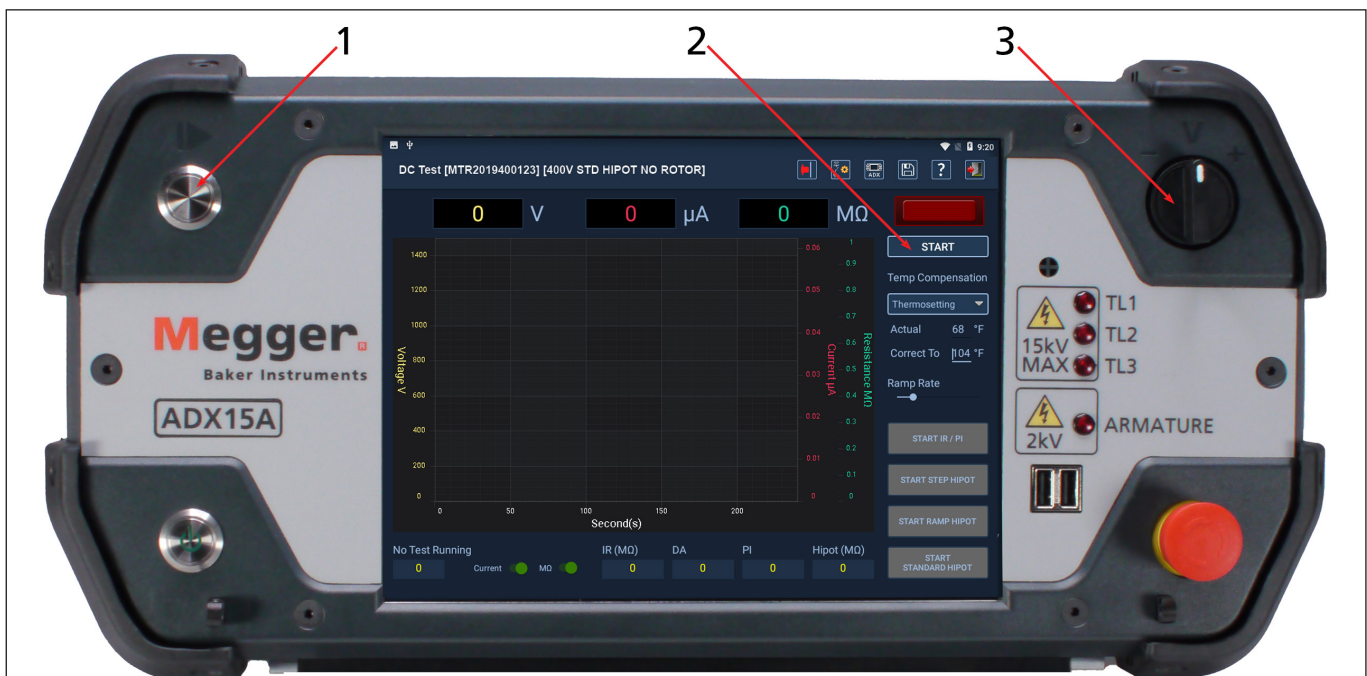 1
2
3
9:20
DC Test [MTR2019400123] [400V STD HIPOT NO ROTOR]
ADX
?
0 V 0 µA 0 MΩ
START
Temp Compensation
Thermosetting
Actual 68 °F
Correct To 104 °F
Ramp Rate
START IR / PI
START STEP HIPOT
START RAMP HIPOT
START
STANDARD HIPOT
Voltage V
1400
1200
1000
800
600
400
200
0
0 50 100 150 200
Second(s)
0.06
0.05
0.04
0.03
0.02
0.01
0
Current µA
1
0.9
0.8
0.7
0.6
0.5
0.4
0.3
0.2
0.1
0
Resistance MΩ
No Test Running IR (MΩ) DA PI Hipot (MΩ)
0 Current MΩ 0 0 0 0
Megger®
Baker Instruments
ADX15A
- V +
15kV
MAX
TL1
TL2
TL3
2kV
ARMATURE